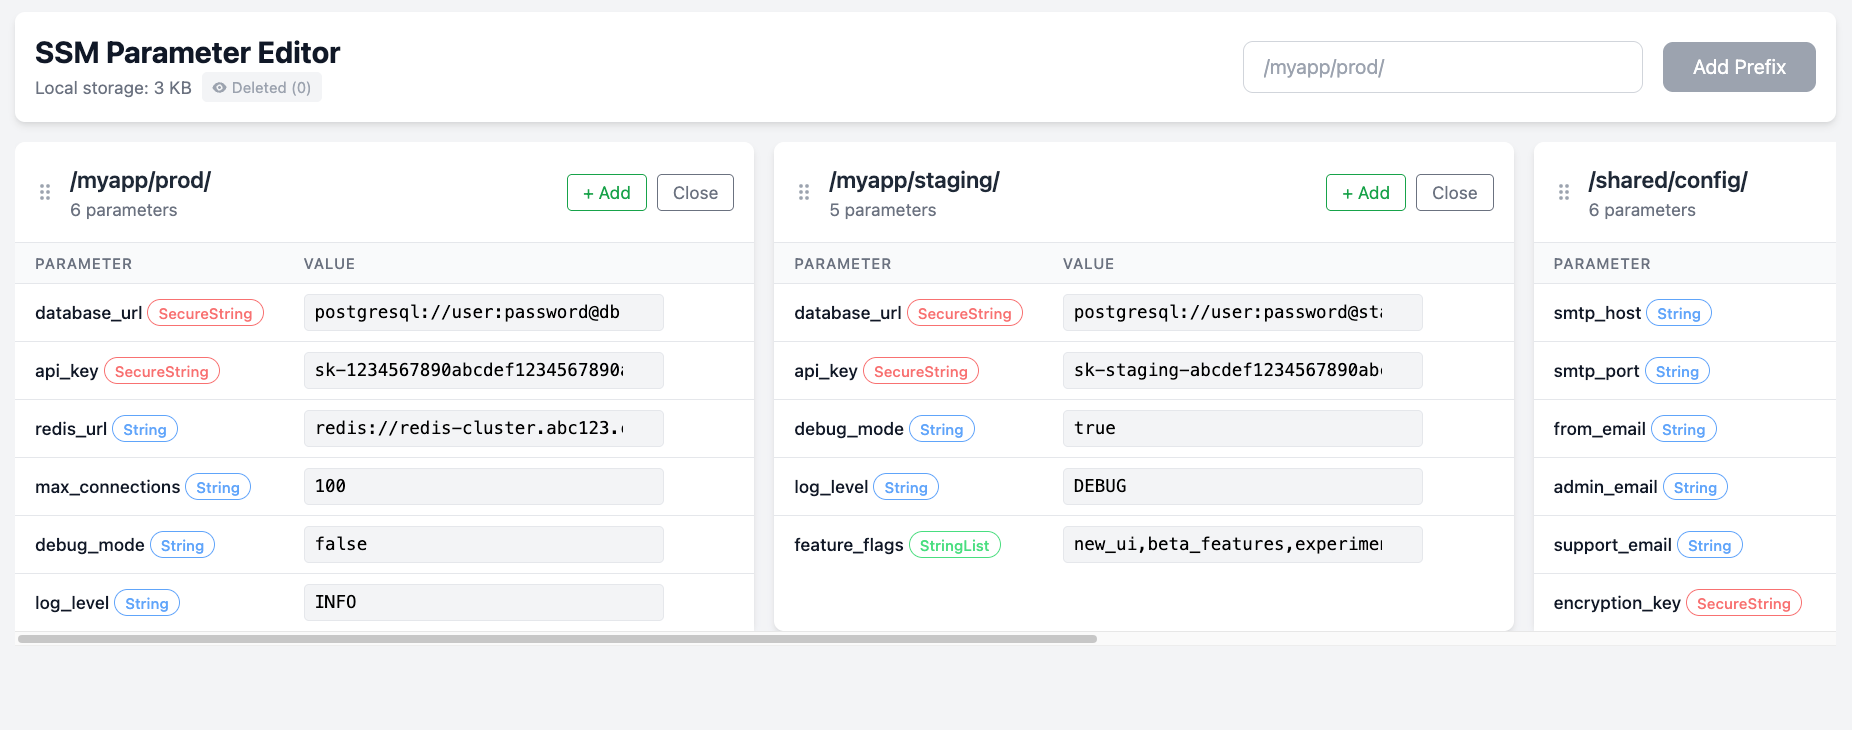 SSM Parameter Editor
Local storage: 3 KB Deleted (0)
/myapp/prod/
Add Prefix
/myapp/prod/
6 parameters
+ Add
Close
PARAMETER VALUE
database_url SecureString postgresql://user:password@db
api_key SecureString sk-1234567890abcdef1234567890
redis_url String redis://redis-cluster.abc123.
max_connections String 100
debug_mode String false
log_level String INFO
/myapp/staging/
5 parameters
+ Add
Close
PARAMETER VALUE
database_url SecureString postgresql://user:password@sta
api_key SecureString sk-staging-abcdef1234567890ab
debug_mode String true
log_level String DEBUG
feature_flags StringList new_ui,beta_features,experimen
/shared/config/
6 parameters
PARAMETER
smtp_host String
smtp_port String
from_email String
admin_email String
support_email String
encryption_key SecureString